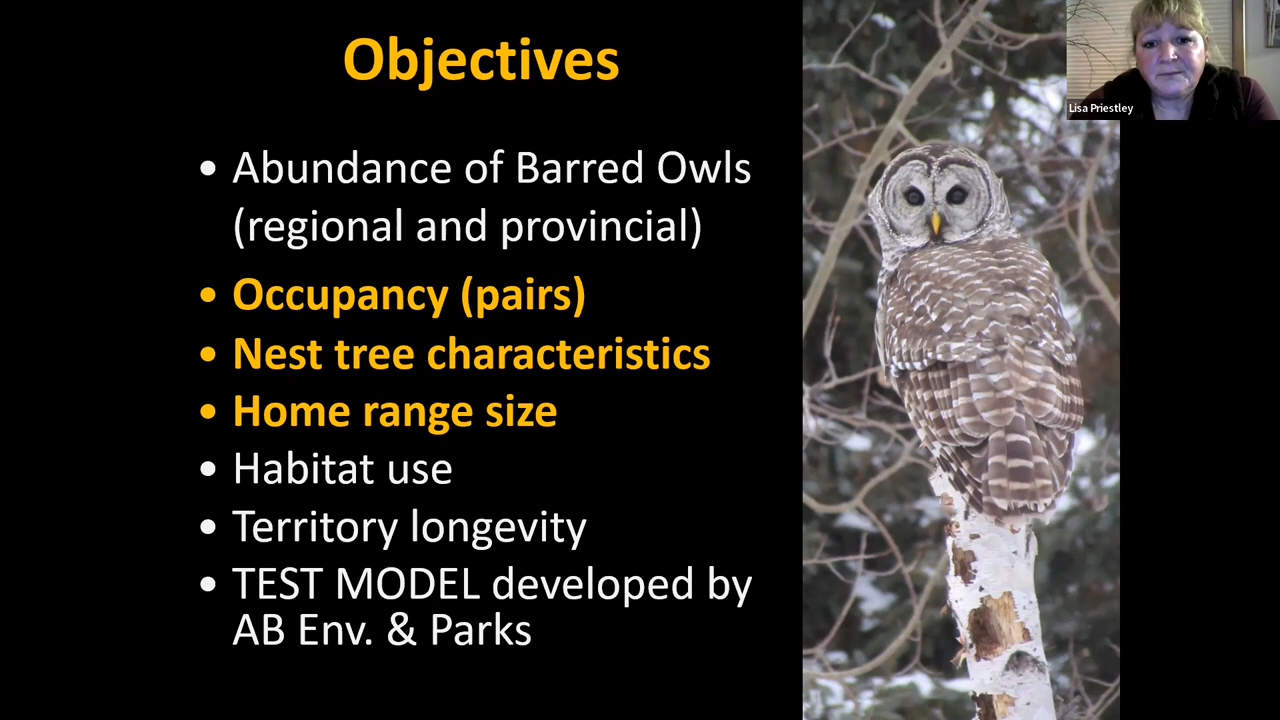 Objectives
• Abundance of Barred Owls
(regional and provincial)
• Occupancy (pairs)
• Nest tree characteristics
• Home range size
• Habitat use
• Territory longevity
• TEST MODEL developed by
AB Env. & Parks
Lisa Priestley